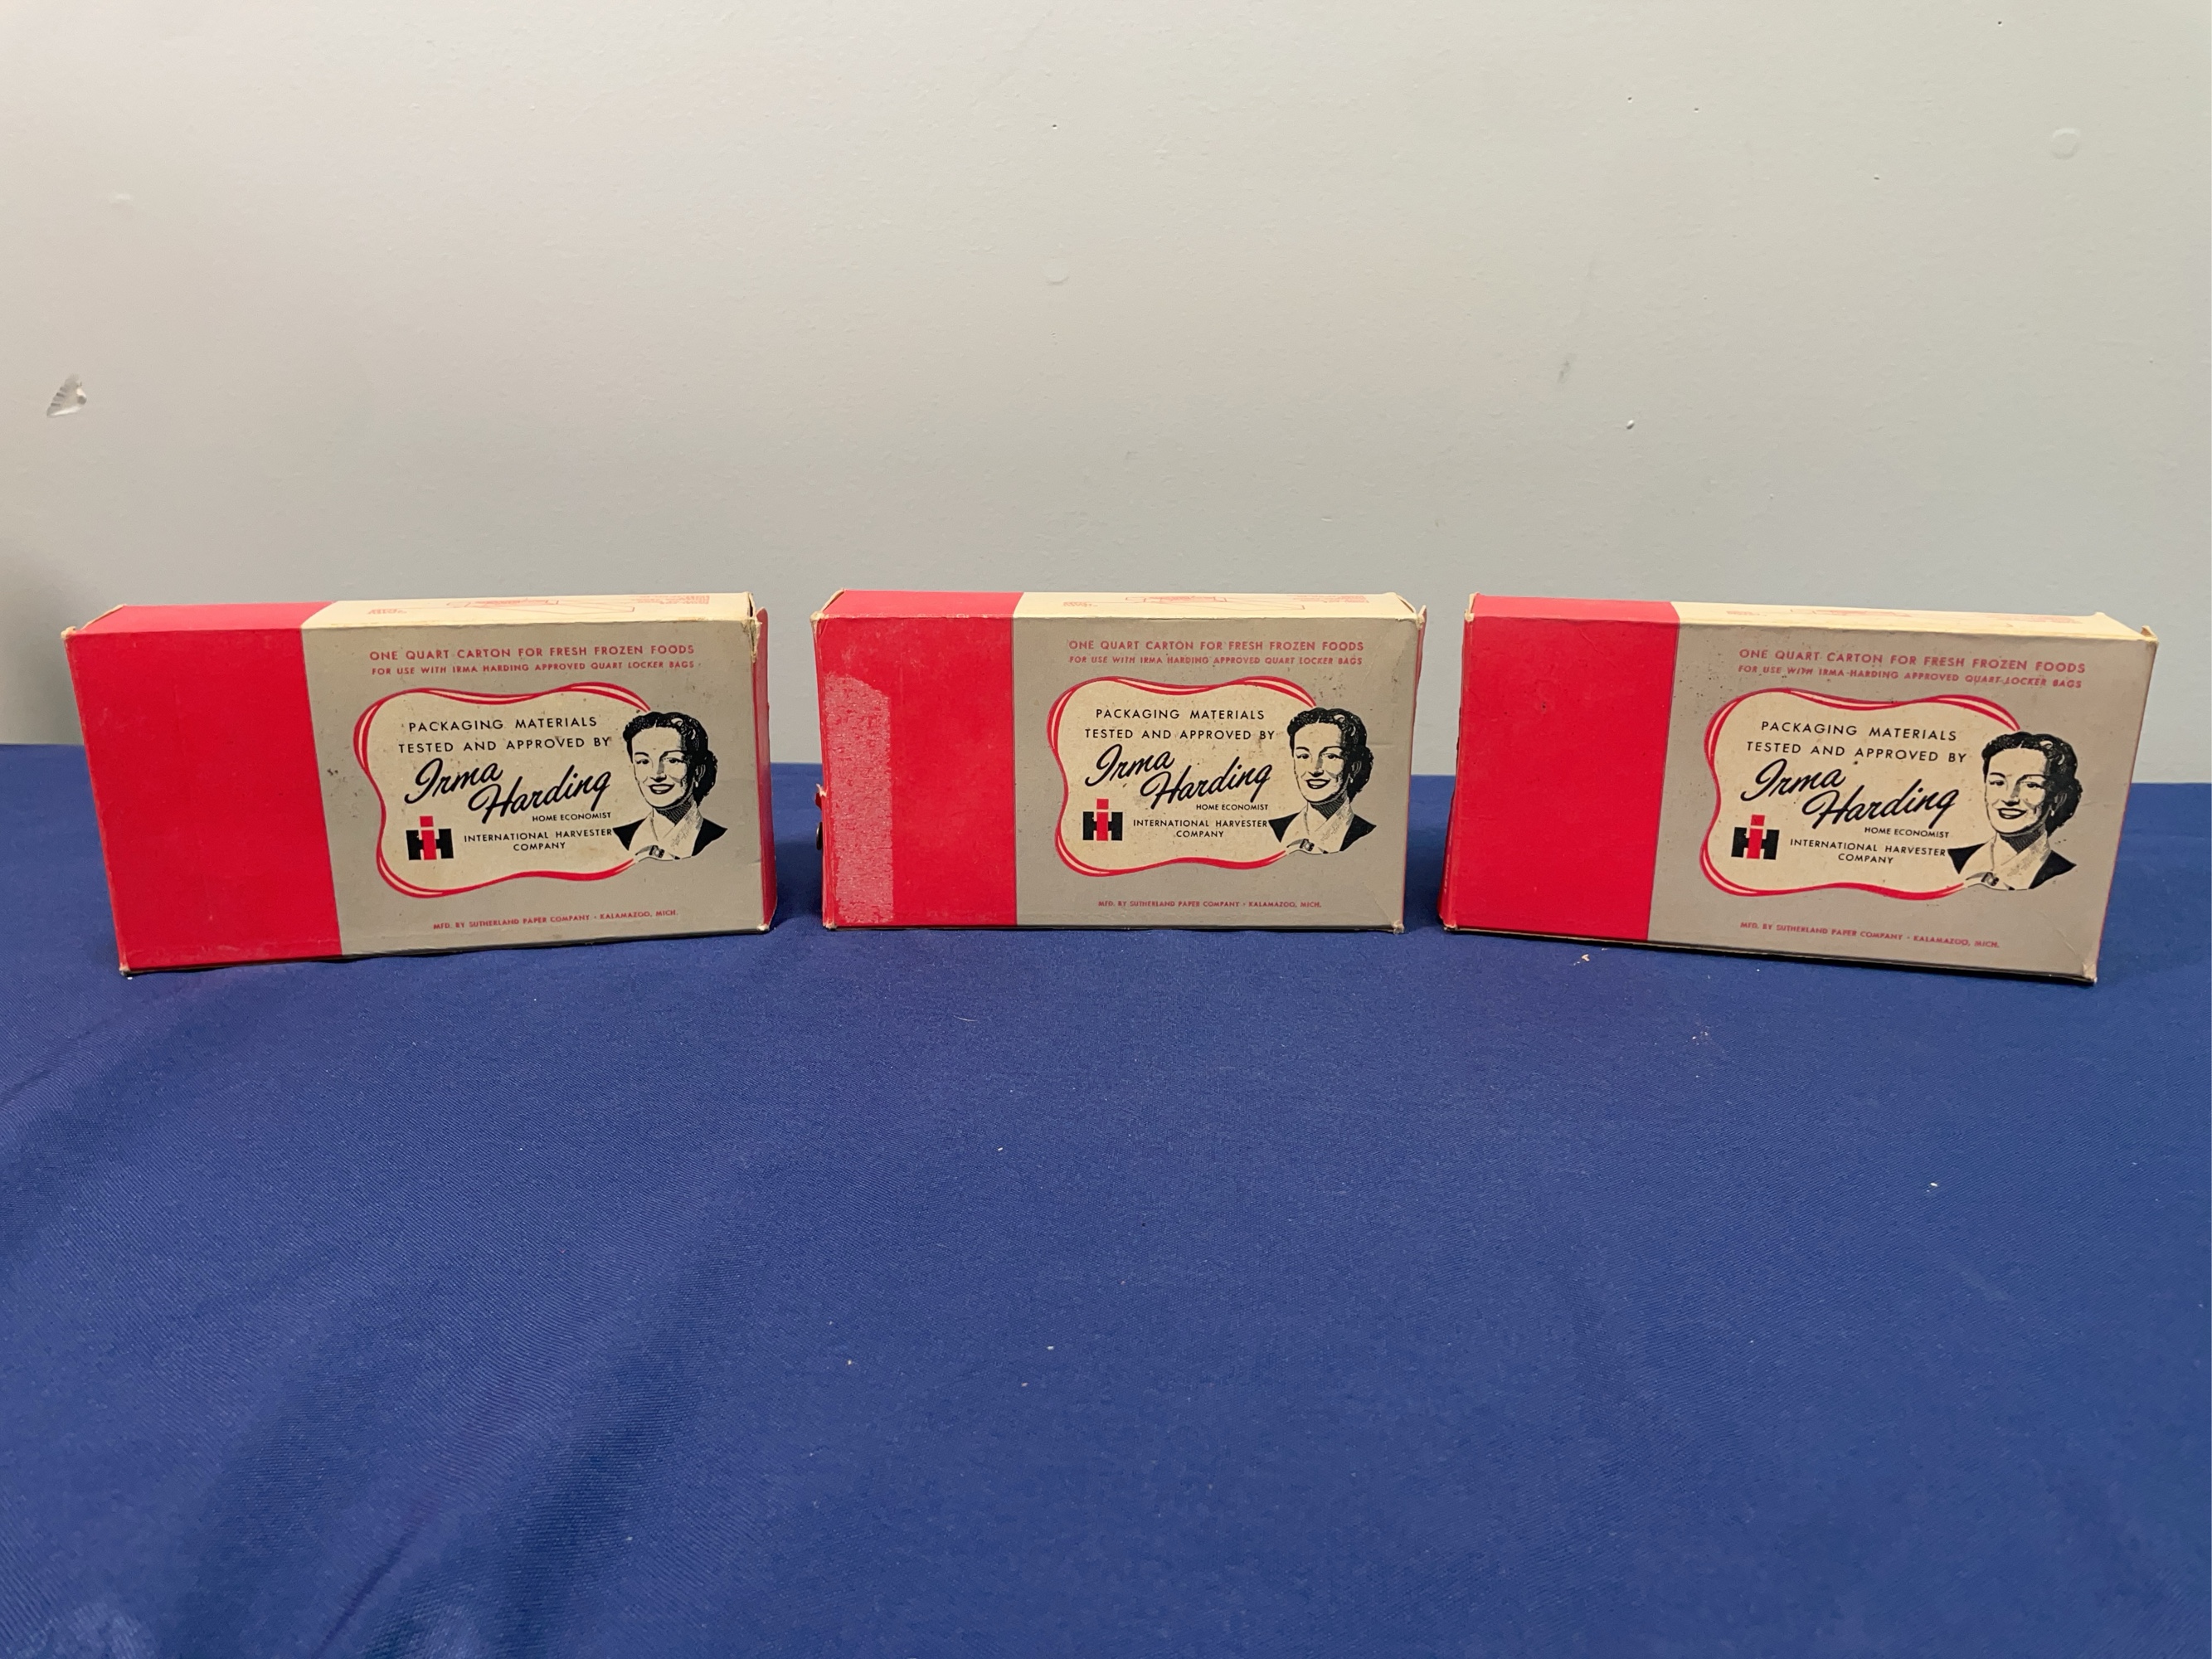 ONE QUART CARTON FOR FRESH FROZEN FOODS
FOR USE WITH IRMA HARDING APPROVED QUART LOCKER BAGS
PACKAGING MATERIALS
TESTED AND APPROVED BY
Irma
Harding
HOME ECONOMIST
IH
INTERNATIONAL HARVESTER
COMPANY
MFD. BY SUTHERLAND PAPER COMPANY - KALAMAZOO, MICH.
ONE QUART CARTON FOR FRESH FROZEN FOODS
FOR USE WITH IRMA HARDING APPROVED QUART LOCKER BAGS
PACKAGING MATERIALS
TESTED AND APPROVED BY
Irma
Harding
HOME ECONOMIST
IH
INTERNATIONAL HARVESTER
COMPANY
MFD. BY SUTHERLAND PAPER COMPANY - KALAMAZOO, MICH.
ONE QUART CARTON FOR FRESH FROZEN FOODS
FOR USE WITH IRMA HARDING APPROVED QUART LOCKER BAGS
PACKAGING MATERIALS
TESTED AND APPROVED BY
Irma
Harding
HOME ECONOMIST
IH
INTERNATIONAL HARVESTER
COMPANY
MFD. BY SUTHERLAND PAPER COMPANY - KALAMAZOO, MICH.